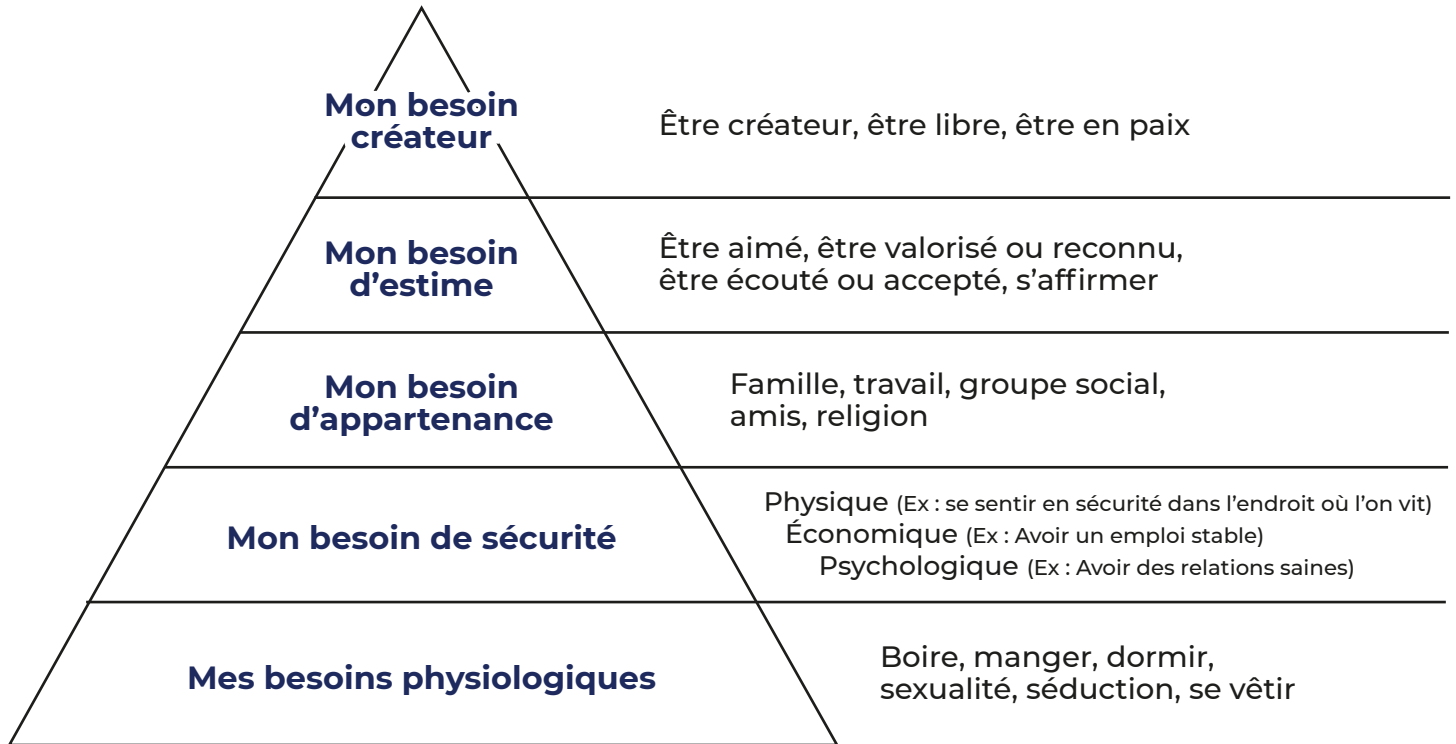 Mon besoin
créateur
Être créateur, être libre, être en paix
Mon besoin
d’estime
Être aimé, être valorisé ou reconnu,
être écouté ou accepté, s’affirmer
Mon besoin
d’appartenance
Famille, travail, groupe social,
amis, religion
Mon besoin de sécurité
Physique (Ex : se sentir en sécurité dans l’endroit où l’on vit)
Économique (Ex : Avoir un emploi stable)
Psychologique (Ex : Avoir des relations saines)
Mes besoins physiologiques
Boire, manger, dormir,
sexualité, séduction, se vêtir